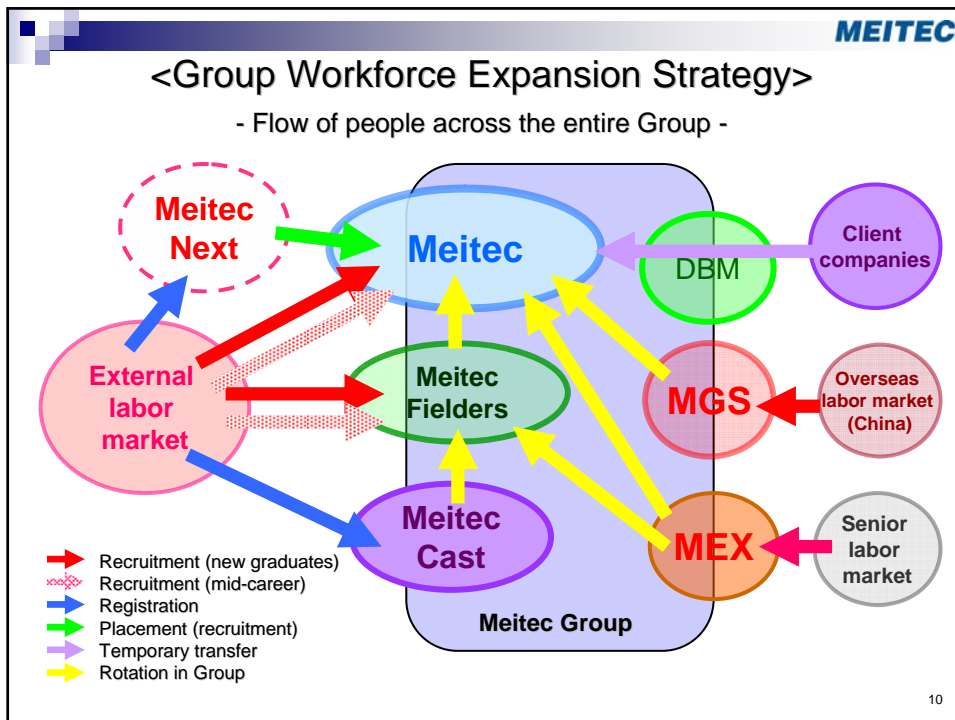 MEITEC
<Group Workforce Expansion Strategy>
- Flow of people across the entire Group -
Meitec
Next
Meitec
DBM
Client
companies
External
labor
market
Meitec
Fielders
MGS
Overseas
labor market
(China)
Meitec
Cast
MEX
Senior
labor
market
Meitec Group
Recruitment (new graduates)
Recruitment (mid-career)
Registration
Placement (recruitment)
Temporary transfer
Rotation in Group
10